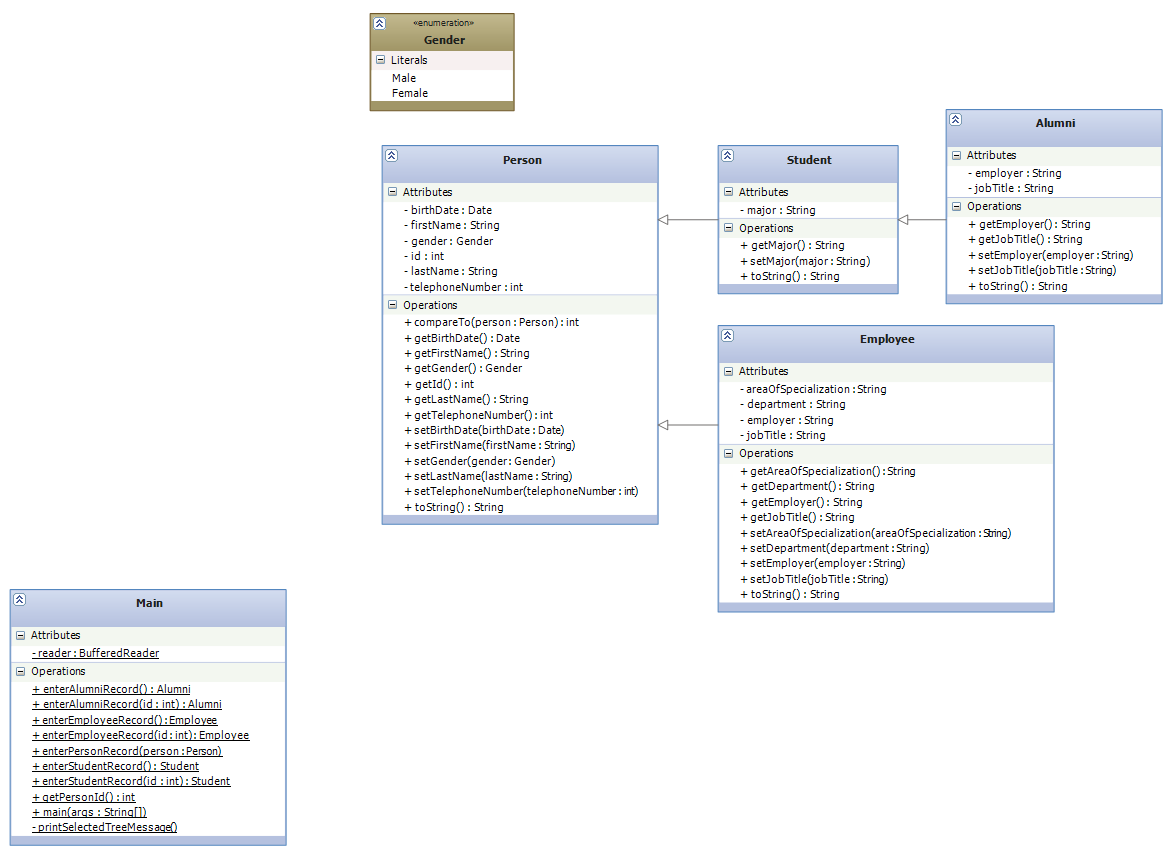 «enumeration»
Gender
Literals
Male
Female
Person
Attributes
- birthDate : Date
- firstName : String
- gender : Gender
- id : int
- lastName : String
- telephoneNumber : int
Operations
+ compareTo(person : Person) : int
+ getBirthDate() : Date
+ getFirstName() : String
+ getGender() : Gender
+ getId() : int
+ getLastName() : String
+ getTelephoneNumber() : int
+ setBirthDate(birthDate : Date)
+ setFirstName(firstName : String)
+ setGender(gender : Gender)
+ setLastName(lastName : String)
+ setTelephoneNumber(telephoneNumber : int)
+ toString() : String
Student
Attributes
- major : String
Operations
+ getMajor() : String
+ setMajor(major : String)
+ toString() : String
Alumni
Attributes
- employer : String
- jobTitle : String
Operations
+ getEmployer() : String
+ getJobTitle() : String
+ setEmployer(employer : String)
+ setJobTitle(jobTitle : String)
+ toString() : String
Employee
Attributes
- areaOfSpecialization : String
- department : String
- employer : String
- jobTitle : String
Operations
+ getAreaOfSpecialization() : String
+ getDepartment() : String
+ getEmployer() : String
+ getJobTitle() : String
+ setAreaOfSpecialization(areaOfSpecialization : String)
+ setDepartment(department : String)
+ setEmployer(employer : String)
+ setJobTitle(jobTitle : String)
+ toString() : String
Main
Attributes
- reader : BufferedReader
Operations
+ enterAlumniRecord() : Alumni
+ enterAlumniRecord(id : int) : Alumni
+ enterEmployeeRecord() : Employee
+ enterEmployeeRecord(id : int) : Employee
+ enterPersonRecord(person : Person)
+ enterStudentRecord() : Student
+ enterStudentRecord(id : int) : Student
+ getPersonId() : int
+ main(args : String[])
- printSelectedTreeMessage()